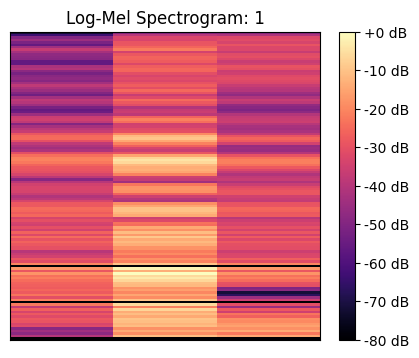 Log-Mel Spectrogram: 1
+0 dB
-10 dB
-20 dB
-30 dB
-40 dB
-50 dB
-60 dB
-70 dB
-80 dB